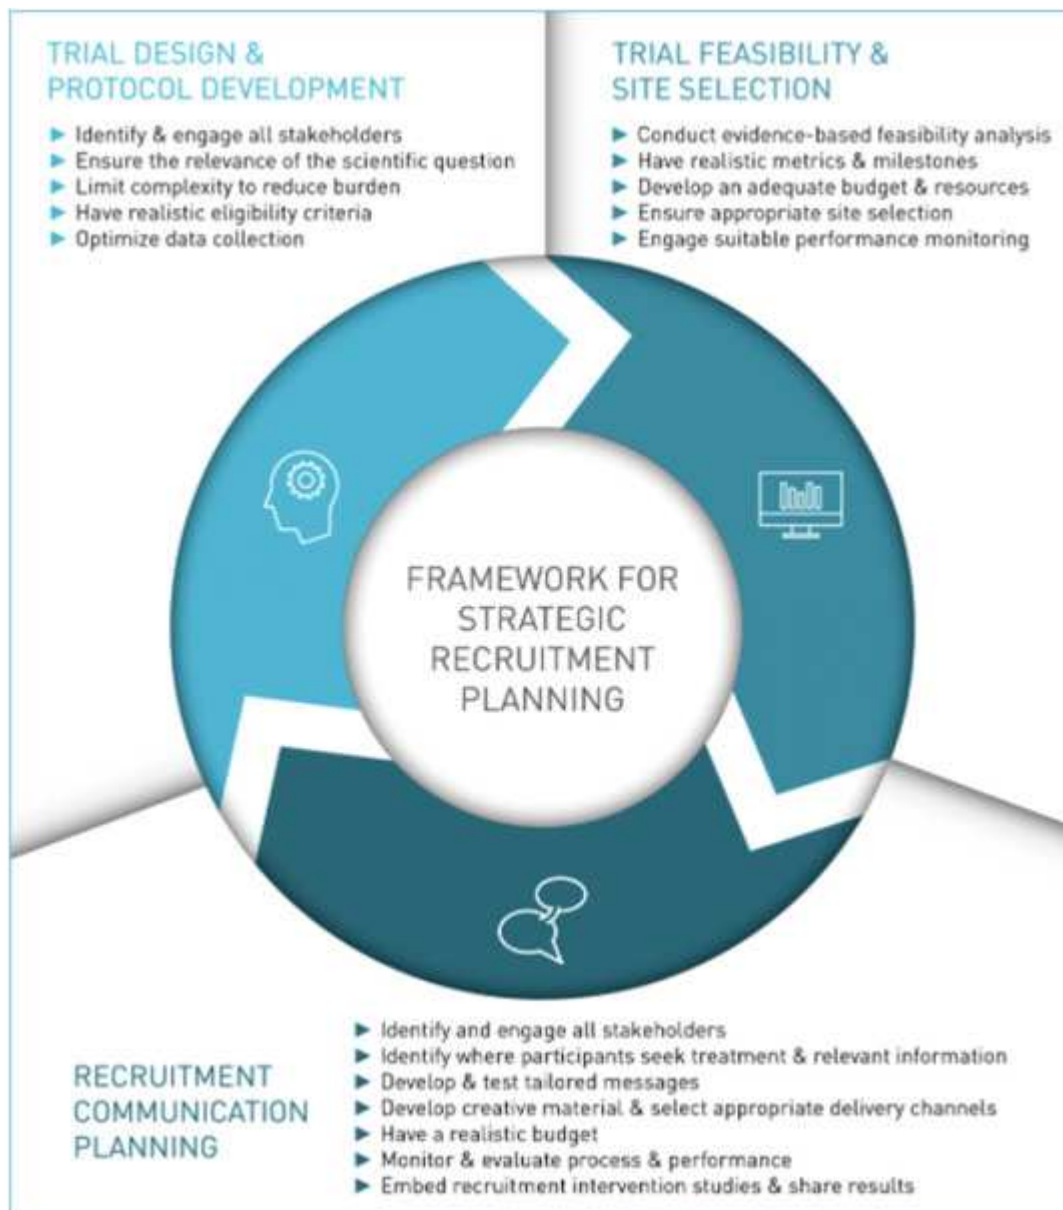 TRIAL DESIGN &
PROTOCOL DEVELOPMENT
► Identify & engage all stakeholders
► Ensure the relevance of the scientific question
► Limit complexity to reduce burden
► Have realistic eligibility criteria
► Optimize data collection
TRIAL FEASIBILITY &
SITE SELECTION
► Conduct evidence-based feasibility analysis
► Have realistic metrics & milestones
► Develop an adequate budget & resources
► Ensure appropriate site selection
► Engage suitable performance monitoring
FRAMEWORK FOR
STRATEGIC
RECRUITMENT
PLANNING
RECRUITMENT
COMMUNICATION
PLANNING
► Identify and engage all stakeholders
► Identify where participants seek treatment & relevant information
► Develop & test tailored messages
► Develop creative material & select appropriate delivery channels
► Have a realistic budget
► Monitor & evaluate process & performance
► Embed recruitment intervention studies & share results